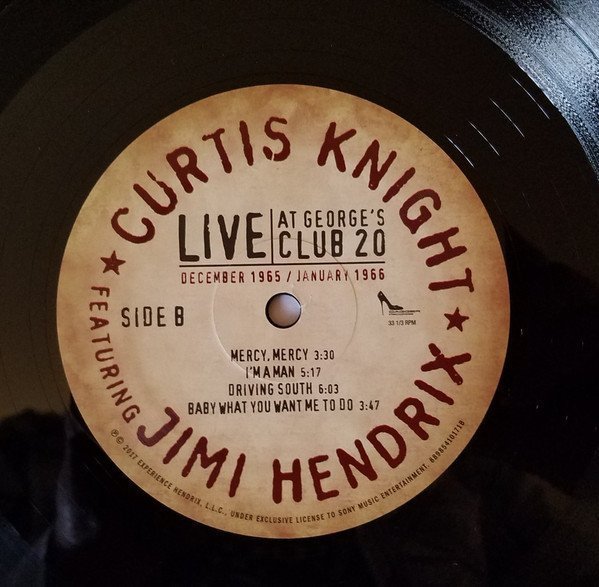 CURTIS KNIGHT
LIVE AT GEORGE'S
CLUB 20
DECEMBER 1965 / JANUARY 1966
SIDE B
33 1/3 RPM
MERCY, MERCY 3:30
I'M A MAN 5:17
DRIVING SOUTH 6:03
BABY WHAT YOU WANT ME TO DO 3:47
FEATURING
JIMI HENDRIX
℗ © 2017 EXPERIENCE HENDRIX, L.L.C., UNDER EXCLUSIVE LICENSE TO SONY MUSIC ENTERTAINMENT.